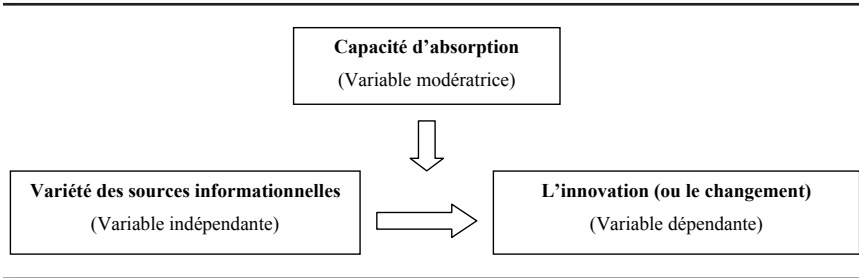 Capacité d’absorption
(Variable modératrice)
Variété des sources informationnelles
(Variable indépendante)
L’innovation (ou le changement)
(Variable dépendante)